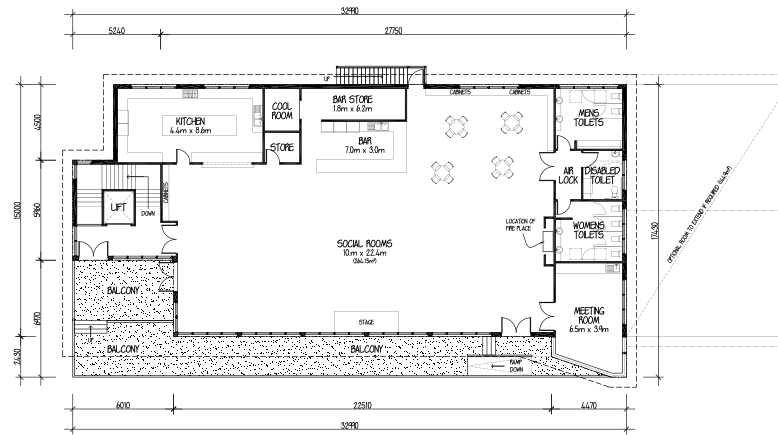 32990
5240
27750
UP
CABINETS
CABINETS
KITCHEN
4.4m x 8.6m
COOL
ROOM
BAR STORE
1.8m x 6.2m
STORE
BAR
7.0m x 3.0m
MENS
TOILETS
AIR
LOCK
DISABLED
TOILET
WOMENS
TOILETS
LOCATION OF
FIRE PLACE
MEETING
ROOM
6.5m x 3.9m
LIFT
DOWN
CABINETS
SOCIAL ROOMS
10.m x 22.4m
STAGE
BALCONY
UP
BALCONY
BALCONY
RAMP
DOWN
4500
15000
5960
6970
2430
17430
6010
22510
4470
32990